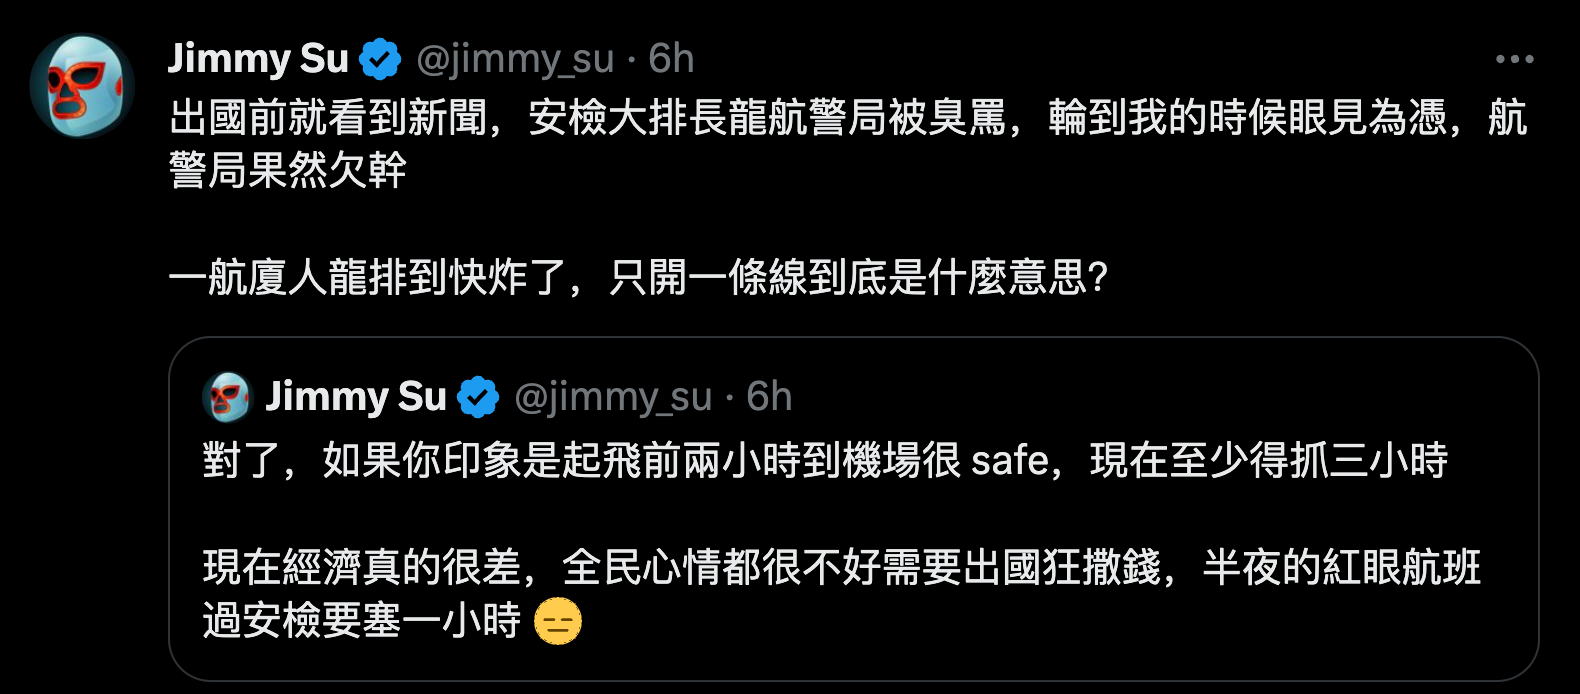 Jimmy Su @jimmy_su · 6h
出國前就看到新聞，安檢大排長龍航警局被臭罵，輪到我的時候眼見為憑，航
警局果然欠幹
一航廈人龍排到快炸了，只開一條線到底是什麼意思?
Jimmy Su @jimmy_su · 6h
對了，如果你印象是起飛前兩小時到機場很 safe，現在至少得抓三小時
現在經濟真的很差，全民心情都很不好需要出國狂撒錢，半夜的紅眼航班
過安檢要塞一小時 😑